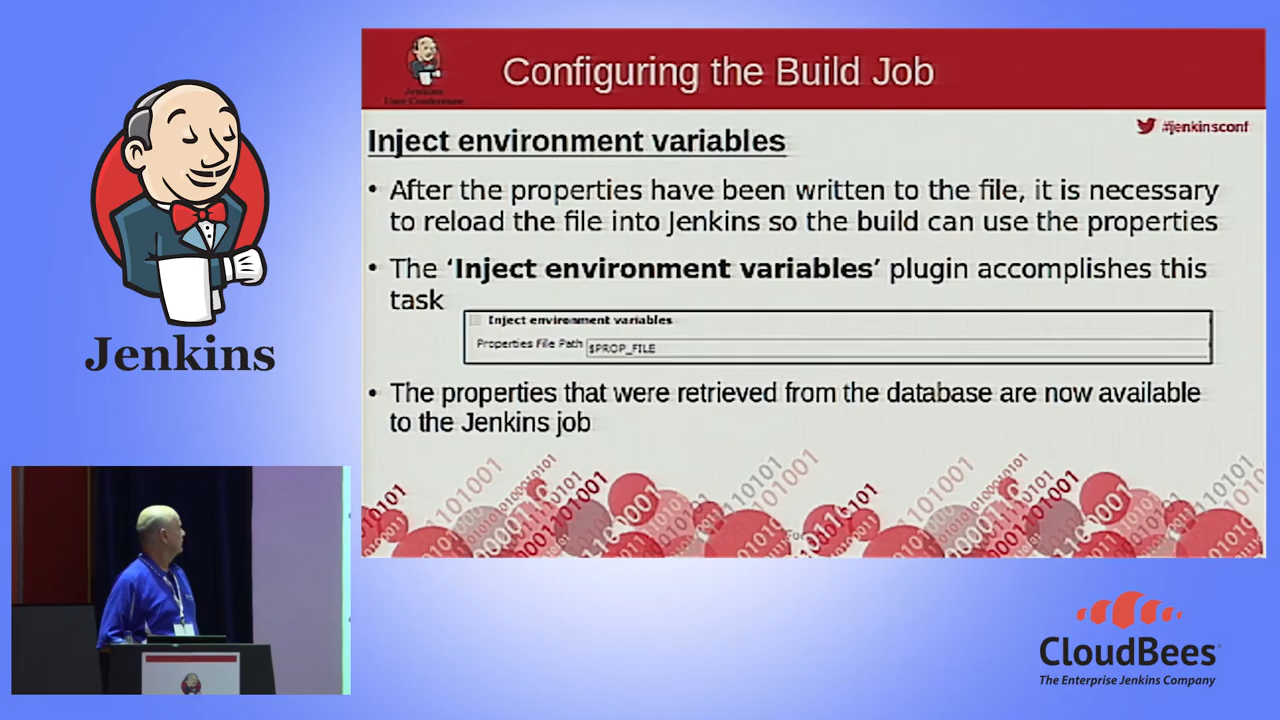 Jenkins
User Conference
Configuring the Build Job
#jenkinsconf
Inject environment variables
• After the properties have been written to the file, it is necessary
to reload the file into Jenkins so the build can use the properties
• The ‘Inject environment variables’ plugin accomplishes this
task
Inject environment variables
Properties File Path
$PROP_FILE
• The properties that were retrieved from the database are now available
to the Jenkins job
Jenkins
CloudBees
The Enterprise Jenkins Company